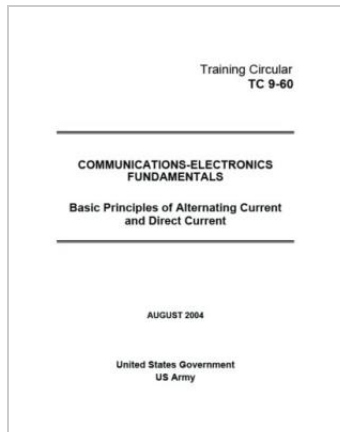 Training Circular
TC 9-60
COMMUNICATIONS-ELECTRONICS
FUNDAMENTALS
Basic Principles of Alternating Current
and Direct Current
AUGUST 2004
United States Government
US Army